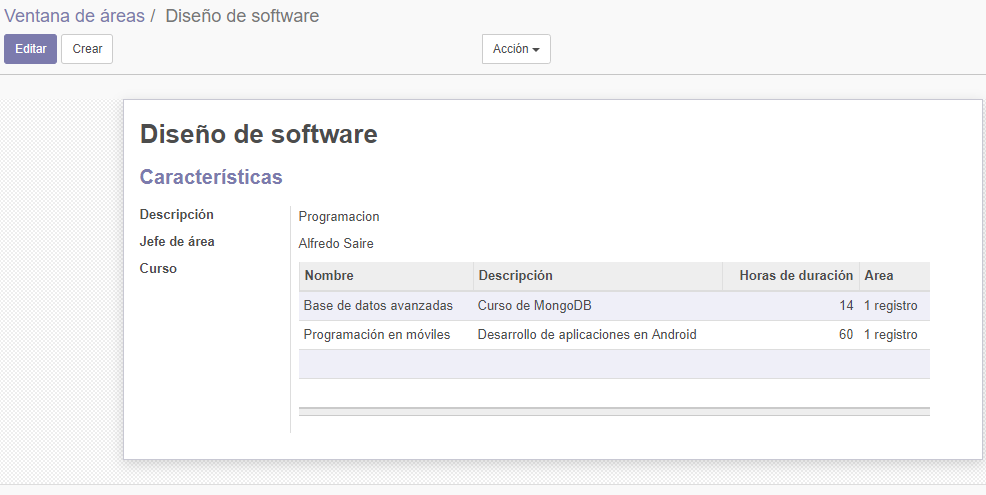 Ventana de áreas / Diseño de software
Editar Crear Acción
Diseño de software
Características
Descripción Programacion
Jefe de área Alfredo Saire
Curso
Nombre Descripción Horas de duración Area
Base de datos avanzadas Curso de MongoDB 14 1 registro
Programación en móviles Desarrollo de aplicaciones en Android 60 1 registro